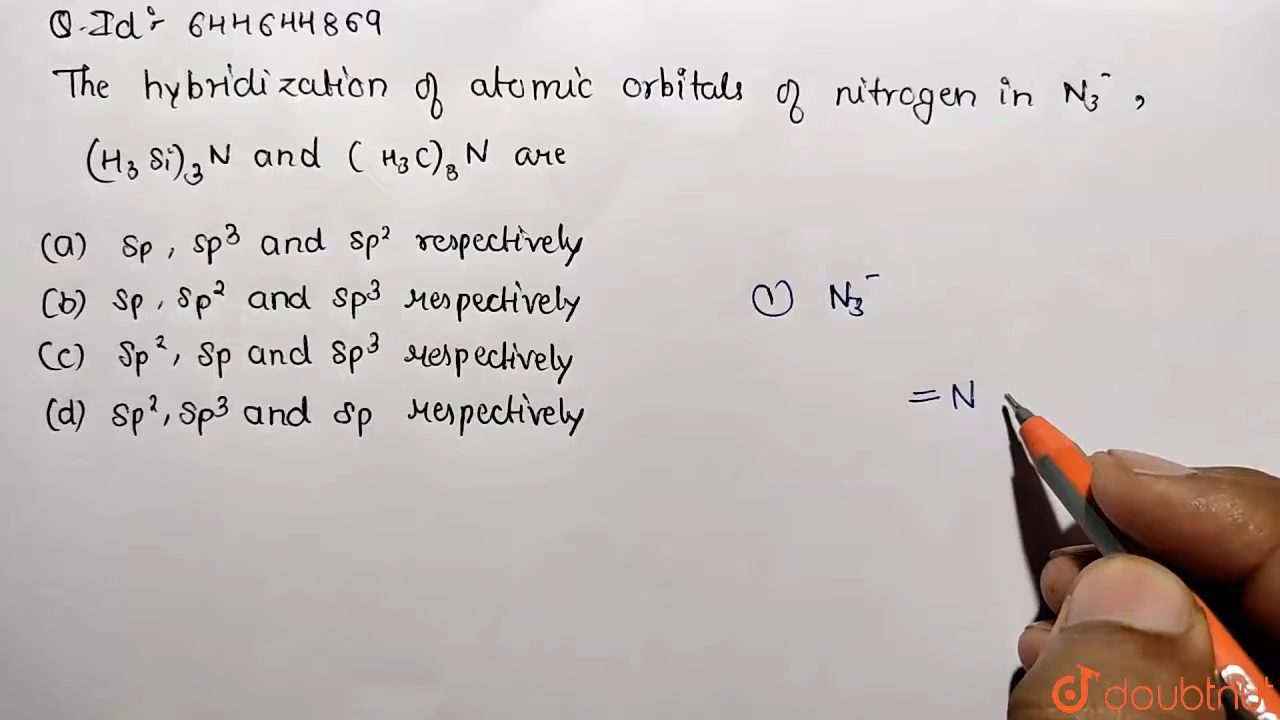 Q.Id:- 644644869
The hybridization of atomic orbitals of nitrogen in N₃⁻,
(H₃Si)₃N and (H₃C)₃N are
(a) sp, sp³ and sp² respectively
(b) sp, sp² and sp³ respectively
(c) sp², sp and sp³ respectively
(d) sp², sp³ and sp respectively
① N₃⁻
= N
doubtnut